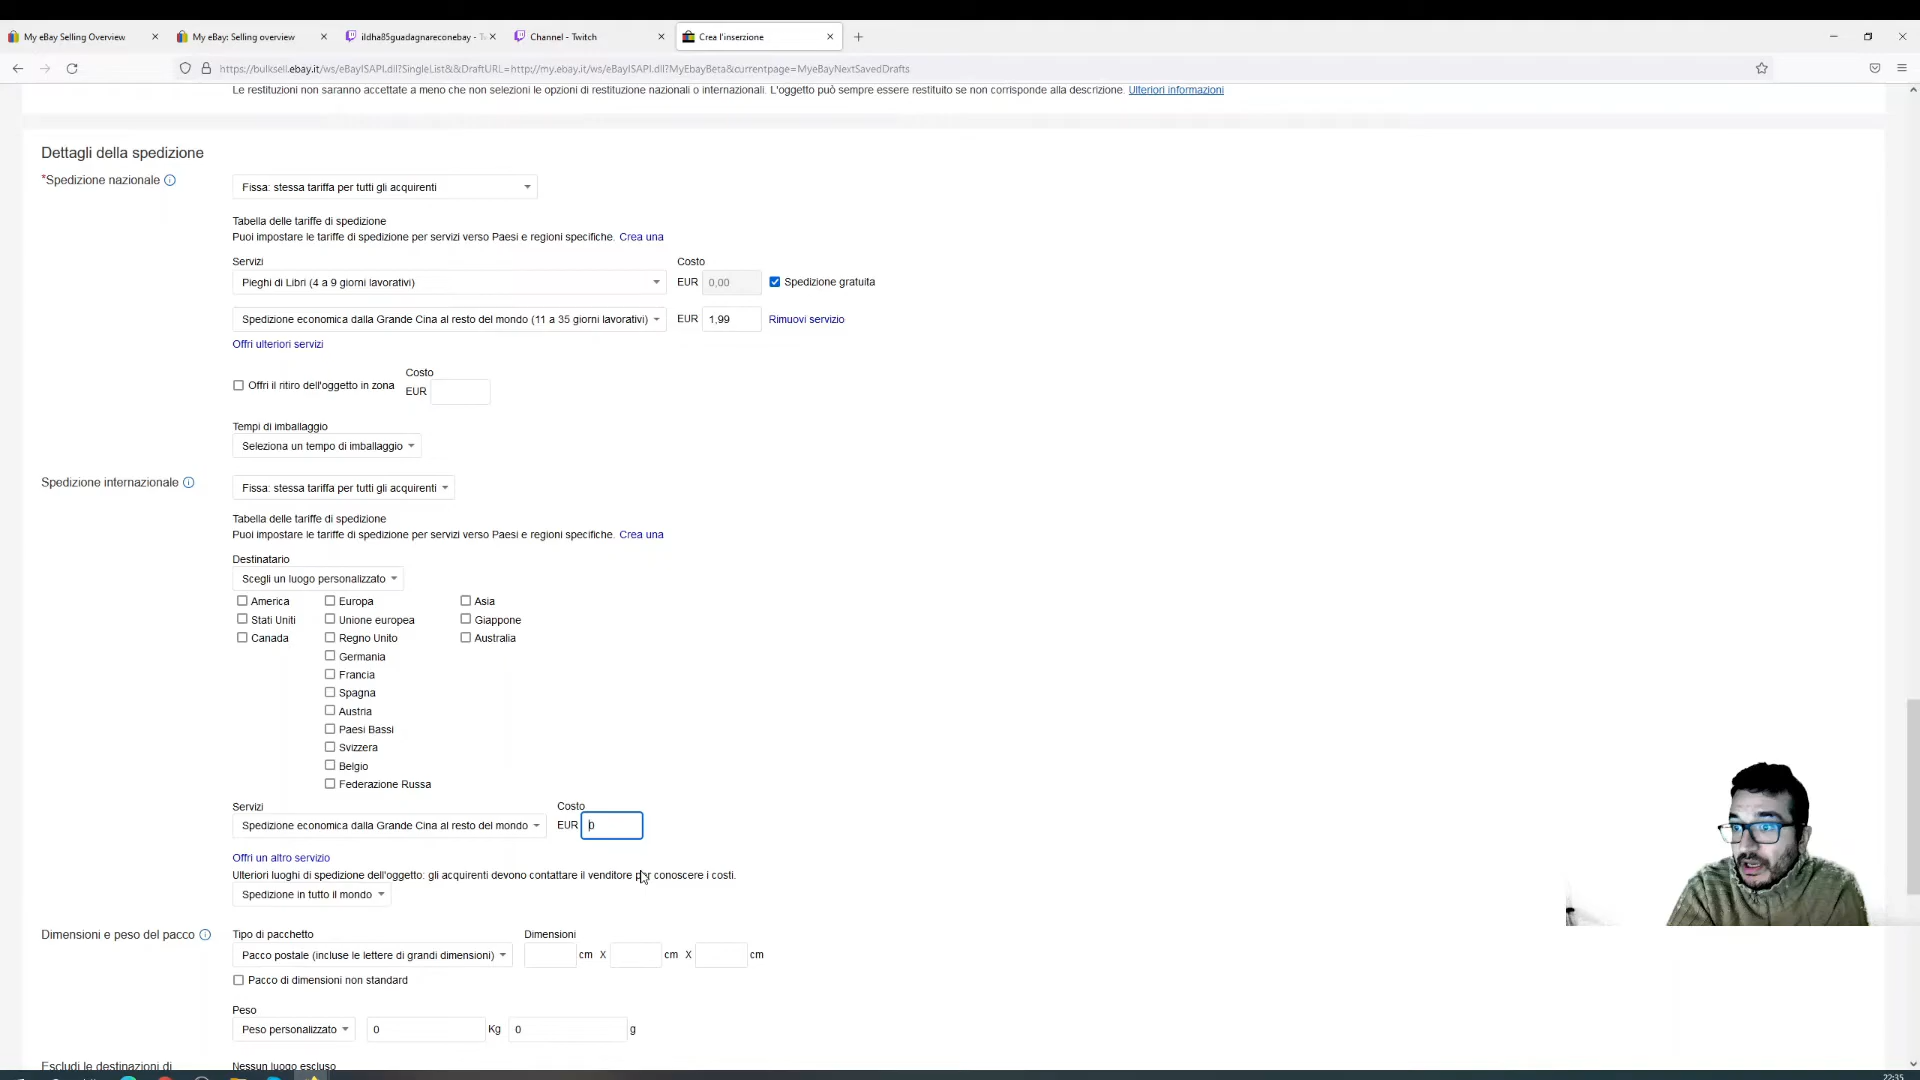 My eBay Selling Overview
My eBay: Selling overview
ildha85guadagnareconebay - Tw
Channel - Twitch
Crea l'inserzione
https://bulksell.ebay.it/ws/eBayISAPI.dll?SingleList&&DraftURL=http://my.ebay.it/ws/eBayISAPI.dll?MyEbayBeta&currentpage=MyeBayNextSavedDrafts
Le restituzioni non saranno accettate a meno che non selezioni le opzioni di restituzione nazionali o internazionali. L'oggetto può sempre essere restituito se non corrisponde alla descrizione. Ulteriori informazioni
Dettagli della spedizione
*Spedizione nazionale
Fissa: stessa tariffa per tutti gli acquirenti
Tabella delle tariffe di spedizione
Puoi impostare le tariffe di spedizione per servizi verso Paesi e regioni specifiche. Crea una
Servizi Costo
Pieghi di Libri (4 a 9 giorni lavorativi) EUR 0,00 Spedizione gratuita
Spedizione economica dalla Grande Cina al resto del mondo (11 a 35 giorni lavorativi) EUR 1,99 Rimuovi servizio
Offri ulteriori servizi
Costo
Offri il ritiro dell'oggetto in zona EUR
Tempi di imballaggio
Seleziona un tempo di imballaggio
Spedizione internazionale
Fissa: stessa tariffa per tutti gli acquirenti
Tabella delle tariffe di spedizione
Puoi impostare le tariffe di spedizione per servizi verso Paesi e regioni specifiche. Crea una
Destinatario
Scegli un luogo personalizzato
America Europa Asia
Stati Uniti Unione europea Giappone
Canada Regno Unito Australia
Germania
Francia
Spagna
Austria
Paesi Bassi
Svizzera
Belgio
Federazione Russa
Servizi Costo
Spedizione economica dalla Grande Cina al resto del mondo EUR 0
Offri un altro servizio
Ulteriori luoghi di spedizione dell'oggetto: gli acquirenti devono contattare il venditore per conoscere i costi.
Spedizione in tutto il mondo
Dimensioni e peso del pacco
Tipo di pacchetto Dimensioni
Pacco postale (incluse le lettere di grandi dimensioni) cm X cm X cm
Pacco di dimensioni non standard
Peso
Peso personalizzato 0 Kg 0 g
Escludi le destinazioni di Nessun luogo escluso
22:35